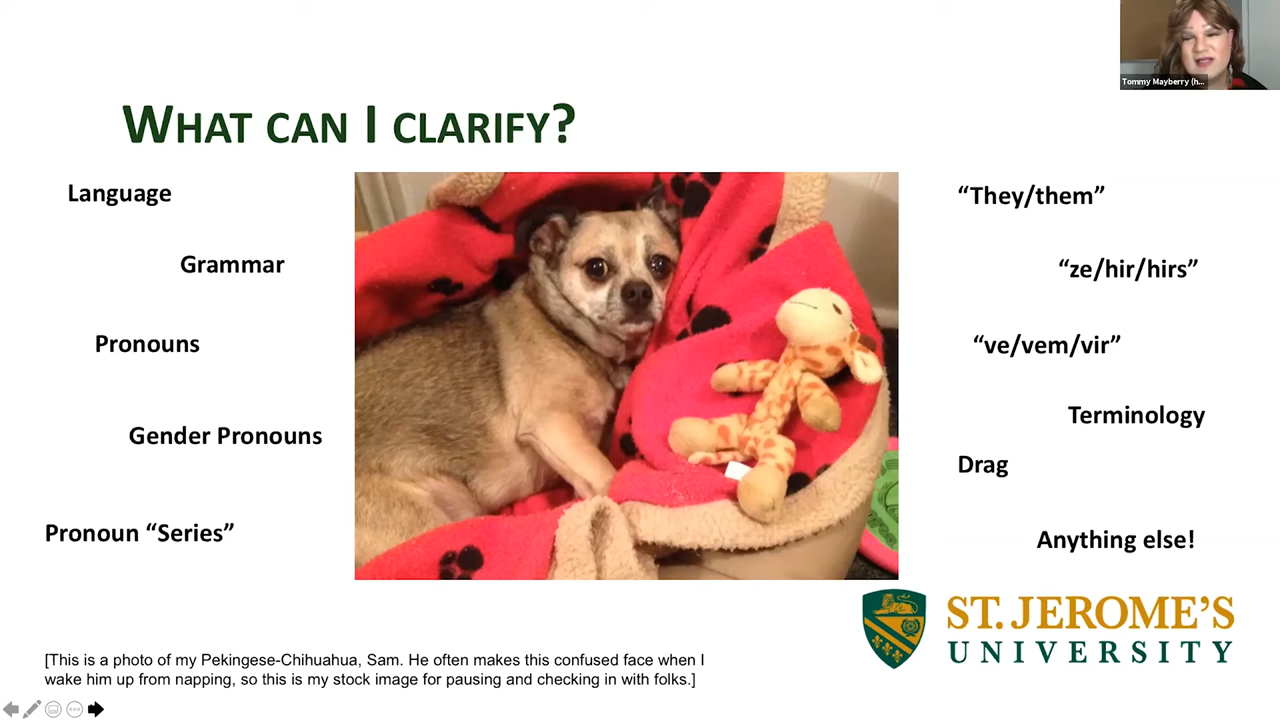 Tommy Mayberry (h...
WHAT CAN I CLARIFY?
Language
Grammar
Pronouns
Gender Pronouns
Pronoun “Series”
“They/them”
“ze/hir/hirs”
“ve/vem/vir”
Terminology
Drag
Anything else!
ST. JEROME’S
UNIVERSITY
[This is a photo of my Pekingese-Chihuahua, Sam. He often makes this confused face when I
wake him up from napping, so this is my stock image for pausing and checking in with folks.]